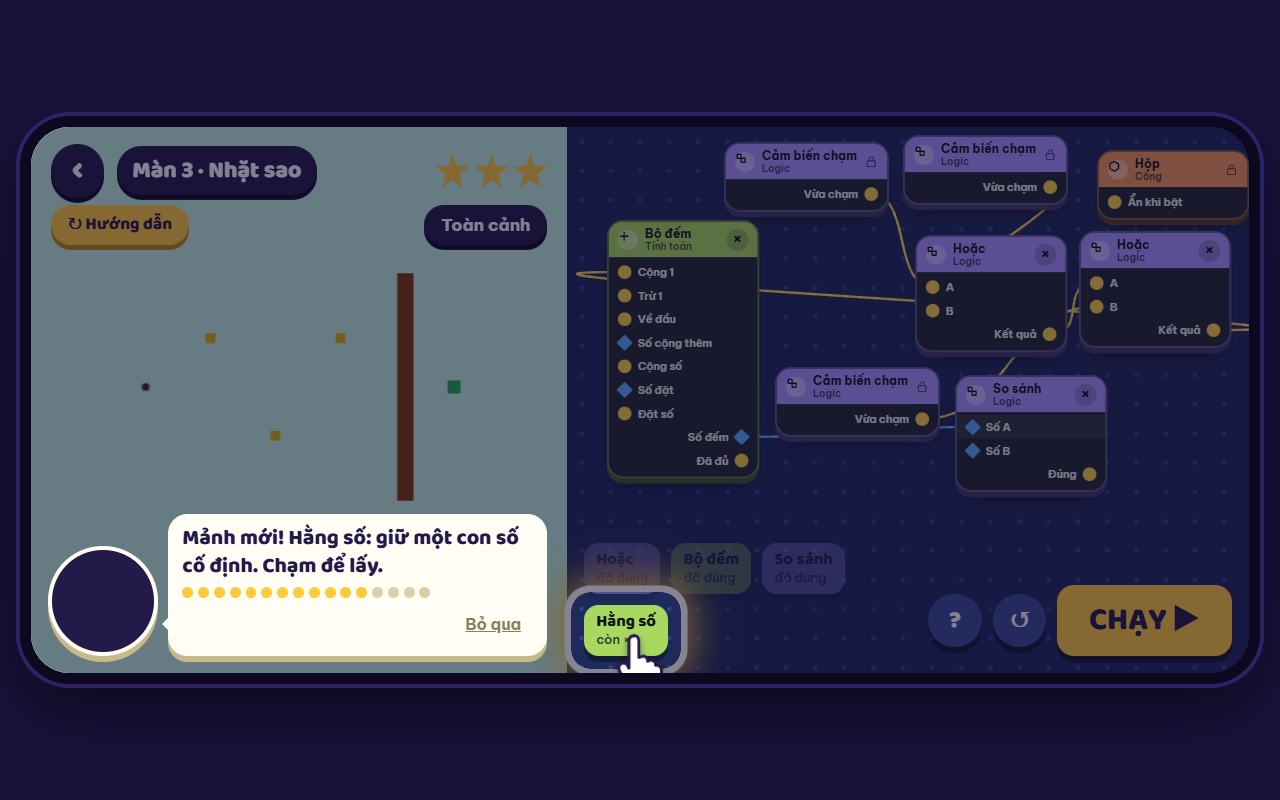 Màn 3 • Nhặt sao
↻ Hướng dẫn
Toàn cảnh
Mảnh mới! Hằng số: giữ một con số
cố định. Chạm để lấy.
Bỏ qua
Cảm biến chạm
Logic
Vừa chạm
Cảm biến chạm
Logic
Vừa chạm
Hộp
Cổng
Ẩn khi bật
Bộ đếm
Tính toán
Cộng 1
Trừ 1
Về đầu
Số cộng thêm
Cộng số
Số đặt
Đặt số
Số đếm
Đã đủ
Hoặc
Logic
A
B
Kết quả
Hoặc
Logic
A
B
Kết quả
Cảm biến chạm
Logic
Vừa chạm
So sánh
Logic
Số A
Số B
Đúng
Hoặc
đã dùng
Bộ đếm
đã dùng
So sánh
đã dùng
Hằng số
còn
?
CHẠY